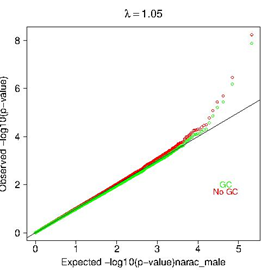 λ = 1.05
8
6
4
2
0
Observed −log10(p−value)
GC
No GC
0 1 2 3 4 5
Expected −log10(p−value)narac_male